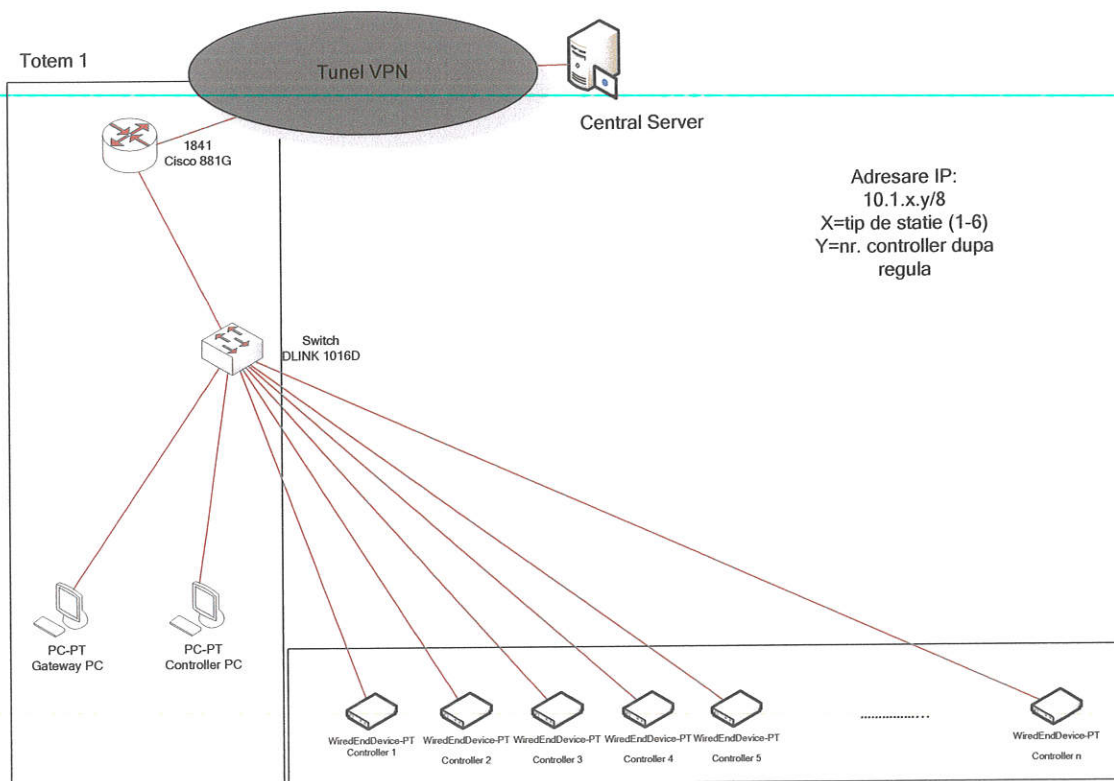 Totem 1
Tunel VPN
Central Server
1841
Cisco 881G
Adresare IP:
10.1.x.y/8
X=tip de statie (1-6)
Y=nr. controller dupa
regula
Switch
DLINK 1016D
PC-PT
Gateway PC
PC-PT
Controller PC
WiredEndDevice-PT
Controller 1
WiredEndDevice-PT
Controller 2
WiredEndDevice-PT
Controller 3
WiredEndDevice-PT
Controller 4
WiredEndDevice-PT
Controller 5
...................
WiredEndDevice-PT
Controller n